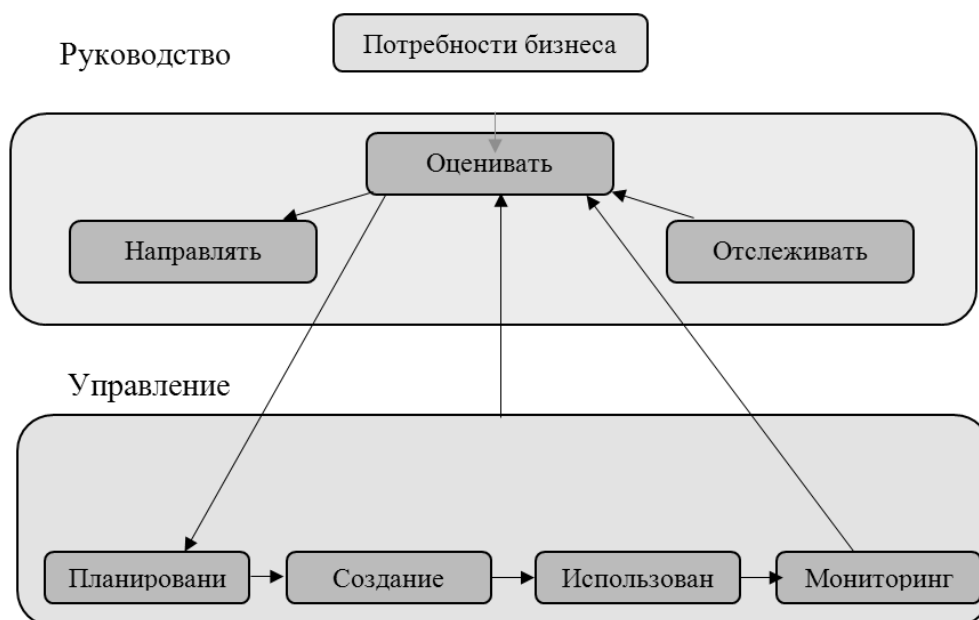 Руководство
Потребности бизнеса
Оценивать
Направлять
Отслеживать
Управление
Планировани
Создание
Использован
Мониторинг